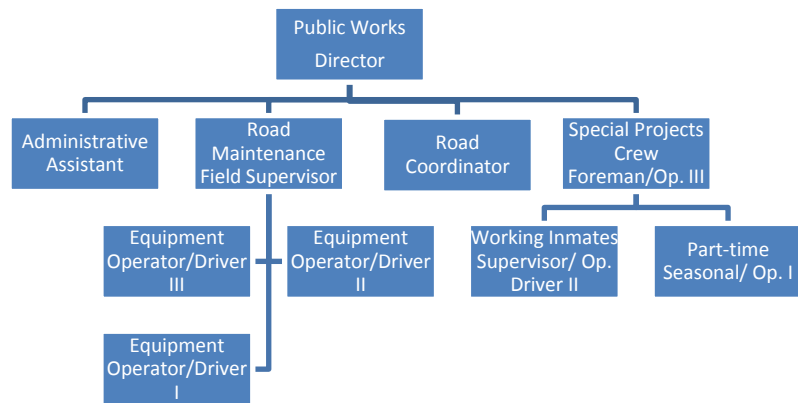 Public Works
Director
Administrative
Assistant
Road
Maintenance
Field Supervisor
Road
Coordinator
Special Projects
Crew
Foreman/Op. III
Equipment
Operator/Driver
III
Equipment
Operator/Driver
II
Working Inmates
Supervisor/ Op.
Driver II
Part-time
Seasonal/ Op. I
Equipment
Operator/Driver
I